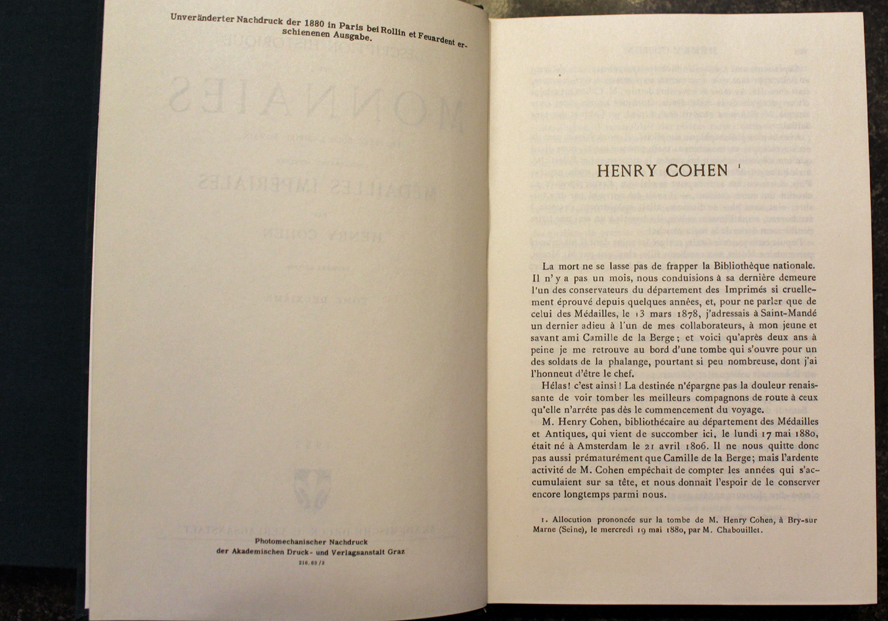 Unveränderter Nachdruck der 1880 in Paris bei Rollin et Feuardent er-
schienenen Ausgabe.
MONNAIES
MÉDAILLES IMPÉRIALES
HENRY COHEN
Photomechanischer Nachdruck
der Akademischen Druck- und Verlagsanstalt Graz
HENRY COHEN 1
La mort ne se lasse pas de frapper la Bibliothèque nationale.
Il n'y a pas un mois, nous conduisions à sa dernière demeure
l'un des conservateurs du département des Imprimés si cruelle-
ment éprouvé depuis quelques années, et, pour ne parler que de
celui des Médailles, le 13 mars 1878, j'adressais à Saint-Mandé
un dernier adieu à l'un de mes collaborateurs, à mon jeune et
savant ami Camille de la Berge; et voici qu'après deux ans à
peine je me retrouve au bord d'une tombe qui s'ouvre pour un
des soldats de la phalange, pourtant si peu nombreuse, dont j'ai
l'honneur d'être le chef.
Hélas! c'est ainsi! La destinée n'épargne pas la douleur renais-
sante de voir tomber les meilleurs compagnons de route à ceux
qu'elle n'arrête pas dès le commencement du voyage.
M. Henry Cohen, bibliothécaire au département des Médailles
et Antiques, qui vient de succomber ici, le lundi 17 mai 1880,
était né à Amsterdam le 21 avril 1806. Il ne nous quitte donc
pas aussi prématurément que Camille de la Berge; mais l'ardente
activité de M. Cohen empêchait de compter les années qui s'ac-
cumulaient sur sa tête, et nous donnait l'espoir de le conserver
encore longtemps parmi nous.
1. Allocution prononcée sur la tombe de M. Henry Cohen, à Bry-sur
Marne (Seine), le mercredi 19 mai 1880, par M. Chabouillet.